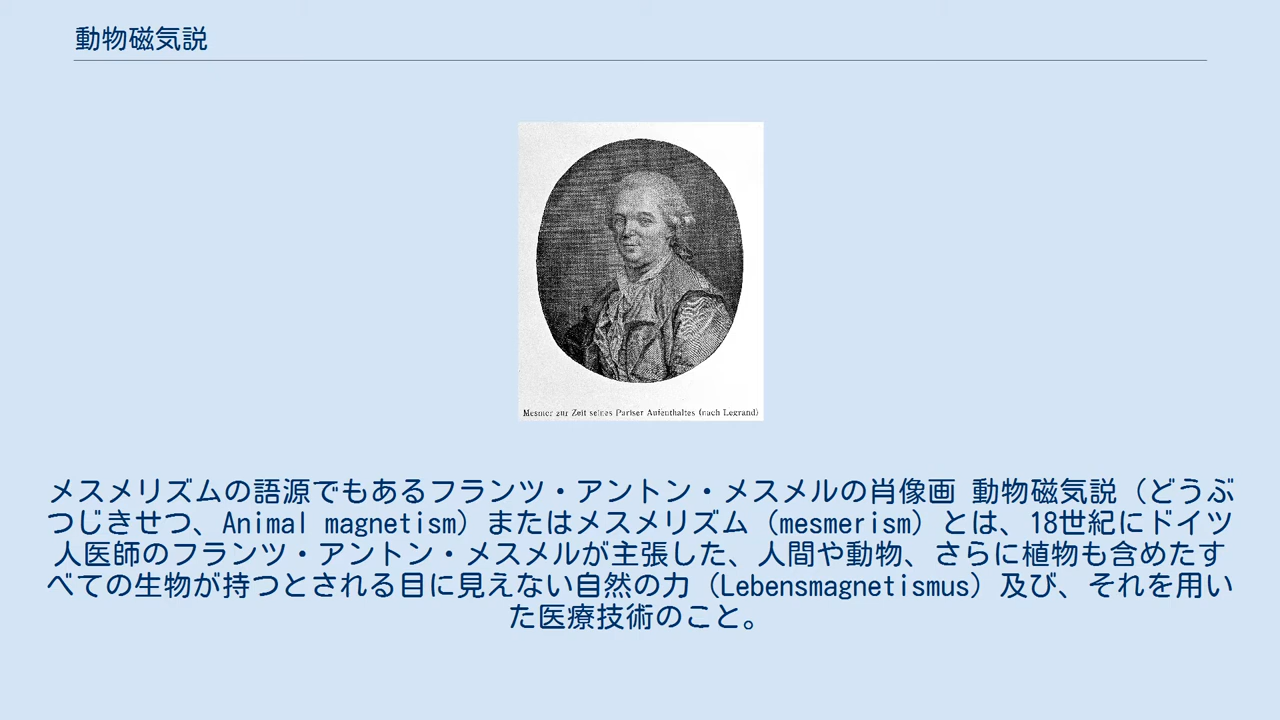 動物磁気説
Mesmer zur Zeit seines Pariser Aufenthaltes (nach Legrand)
メスメリズムの語源でもあるフランツ・アントン・メスメルの肖像画 動物磁気説（どうぶ
つじきせつ、Animal magnetism）またはメスメリズム（mesmerism）とは、18世紀にドイツ
人医師のフランツ・アントン・メスメルが主張した、人間や動物、さらに植物も含めたす
べての生物が持つとされる目に見えない自然の力（Lebensmagnetismus）及び、それを用い
た医療技術のこと。